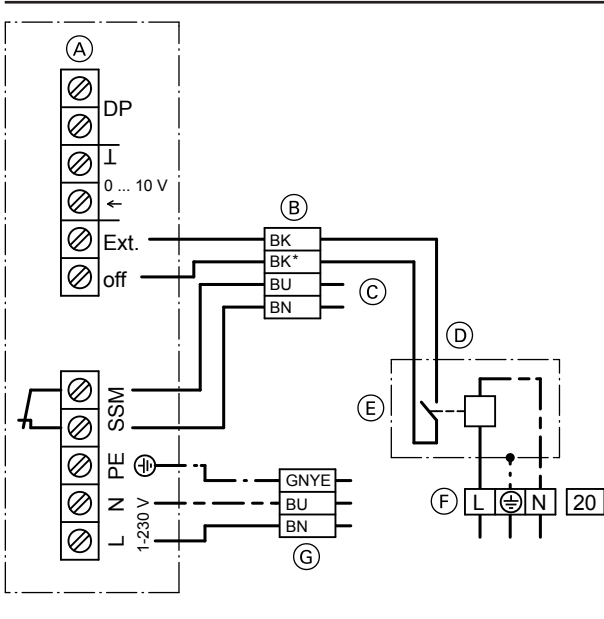 A
DP
⊥
0 ... 10 V
←
Ext.
off
B
BK
BK*
BU
BN
C
D
E
SSM
PE
N
L
1~230 V
GNYE
BU
BN
G
F L N 20